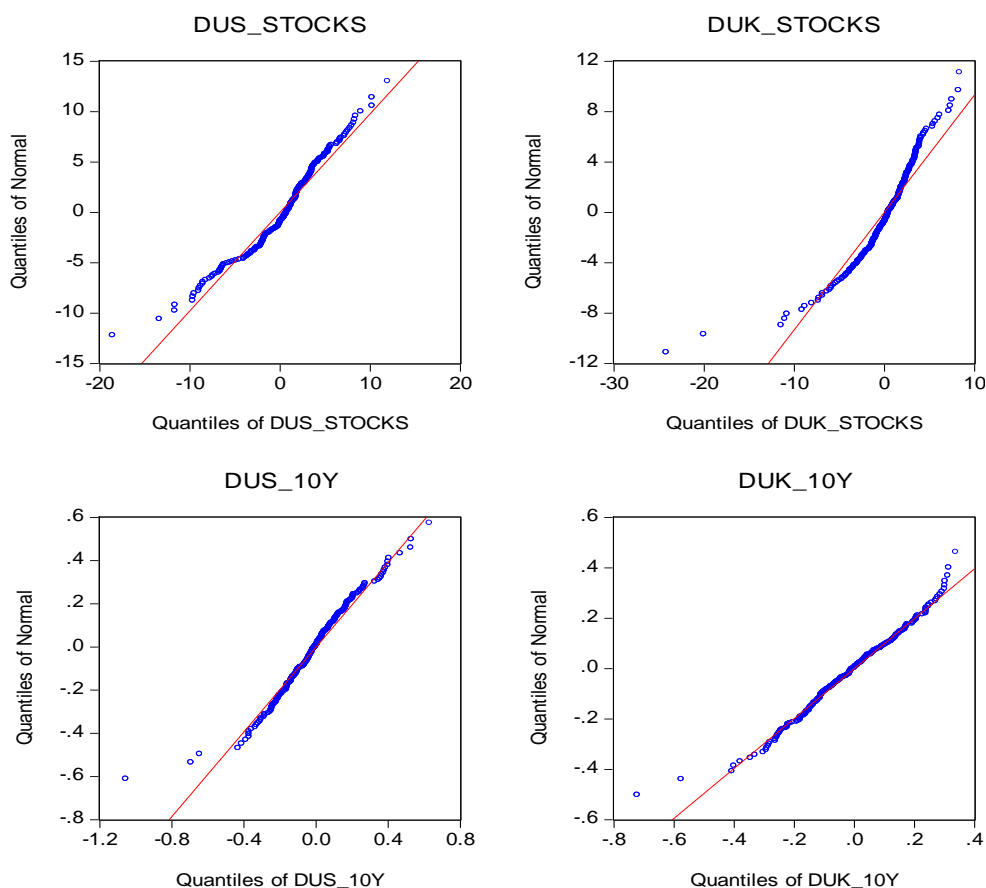 DUS_STOCKS
15
10
5
0
-5
-10
-15
Quantiles of Normal
-20 -10 0 10 20
Quantiles of DUS_STOCKS
DUK_STOCKS
12
8
4
0
-4
-8
-12
Quantiles of Normal
-30 -20 -10 0 10
Quantiles of DUK_STOCKS
DUS_10Y
.6
.4
.2
.0
-.2
-.4
-.6
-.8
Quantiles of Normal
-1.2 -0.8 -0.4 0.0 0.4 0.8
Quantiles of DUS_10Y
DUK_10Y
.6
.4
.2
.0
-.2
-.4
-.6
Quantiles of Normal
-.8 -.6 -.4 -.2 .0 .2 .4
Quantiles of DUK_10Y